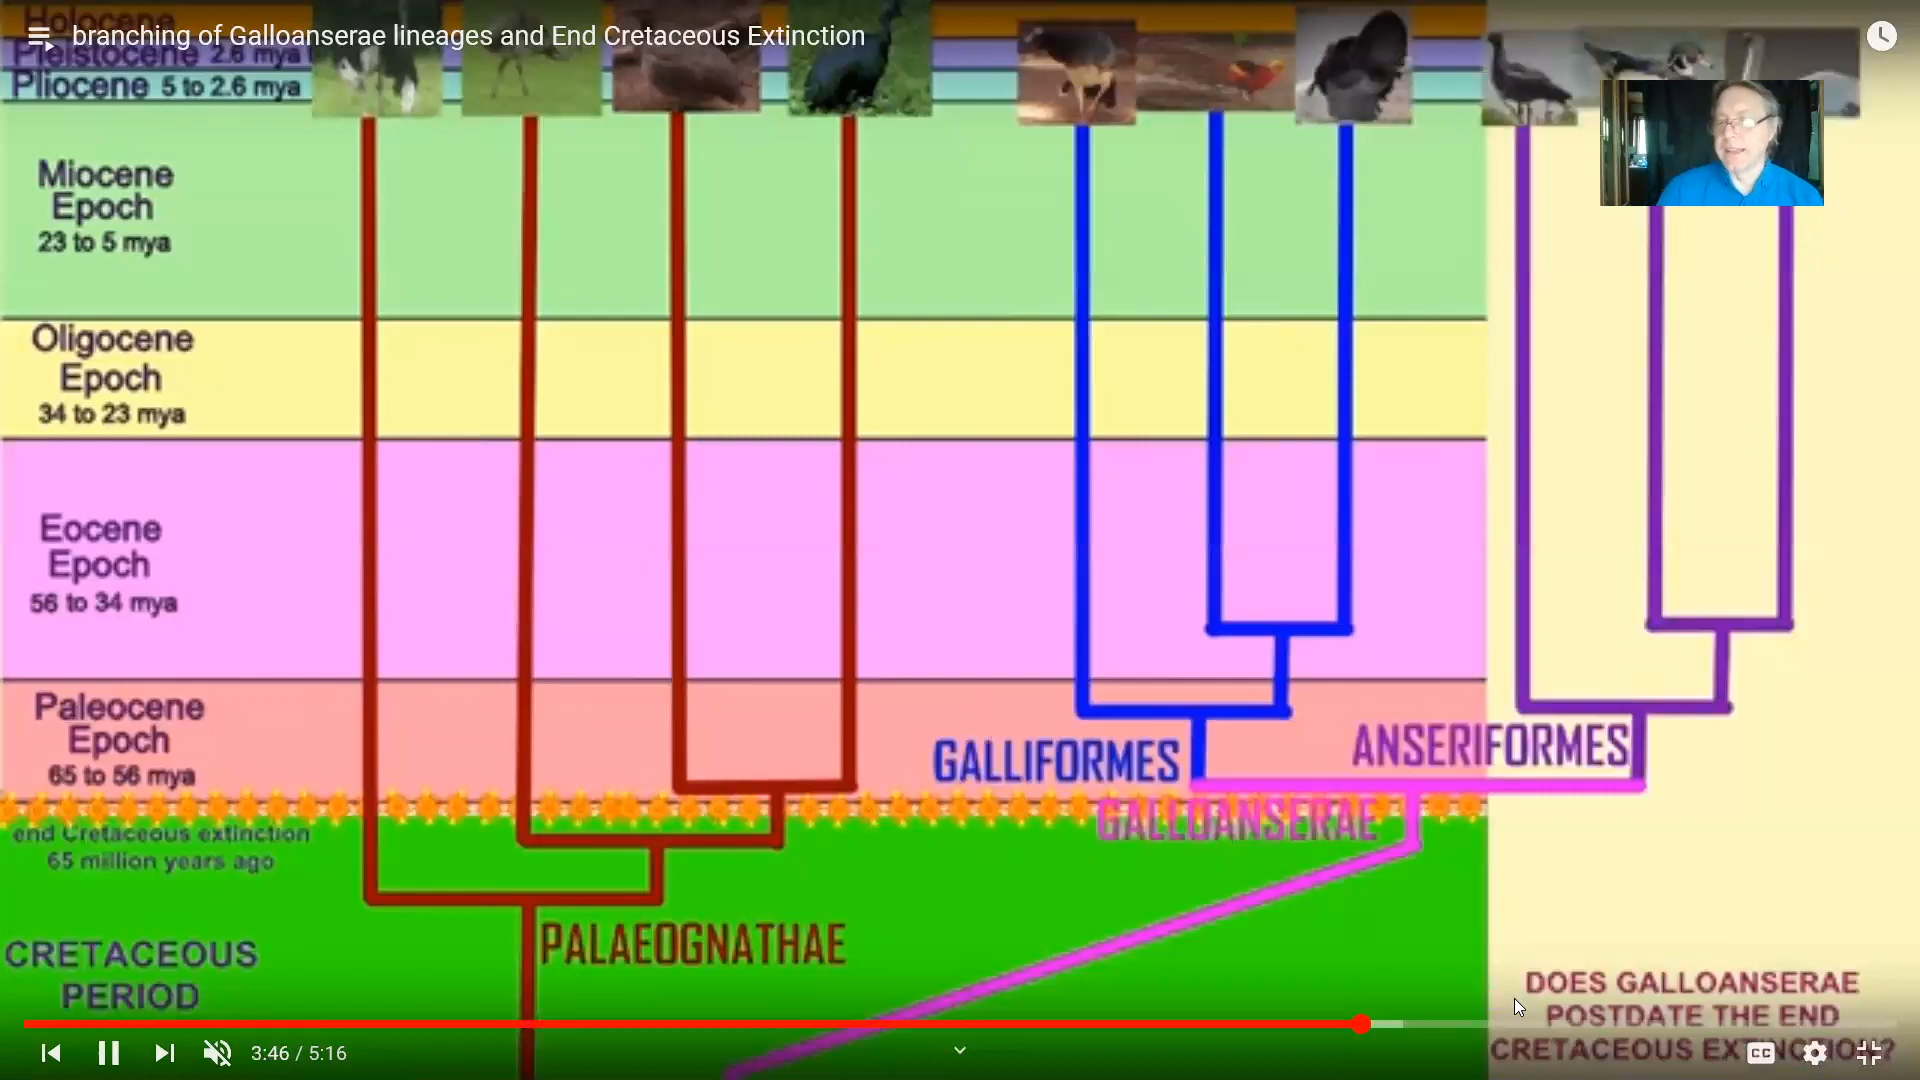 Holocene
branching of Galloanserae lineages and End Cretaceous Extinction
Pleistocene 2.6 mya
Pliocene 5 to 2.6 mya
Miocene
Epoch
23 to 5 mya
Oligocene
Epoch
34 to 23 mya
Eocene
Epoch
56 to 34 mya
Paleocene
Epoch
65 to 56 mya
GALLIFORMES
ANSERIFORMES
GALLOANSERAE
end Cretaceous extinction
65 million years ago
PALAEOGNATHAE
CRETACEOUS
PERIOD
DOES GALLOANSERAE
POSTDATE THE END
CRETACEOUS
3:46 / 5:16
CC